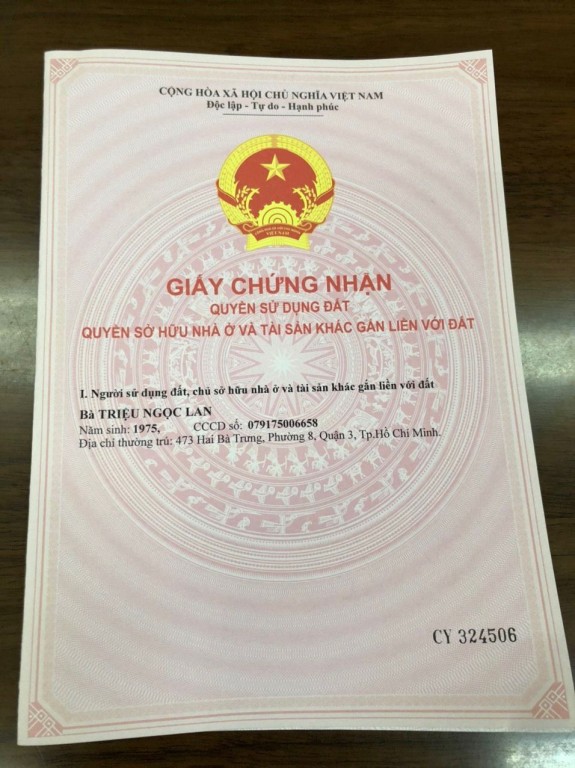 CỘNG HÒA XÃ HỘI CHỦ NGHĨA VIỆT NAM
Độc lập - Tự do - Hạnh phúc
VIỆT NAM
GIẤY CHỨNG NHẬN
QUYỀN SỬ DỤNG ĐẤT
QUYỀN SỞ HỮU NHÀ Ở VÀ TÀI SẢN KHÁC GẮN LIỀN VỚI ĐẤT
I. Người sử dụng đất, chủ sở hữu nhà ở và tài sản khác gắn liền với đất
Bà TRIỆU NGỌC LAN
Năm sinh: 1975, CCCD số: 079175006658
Địa chỉ thường trú: 473 Hai Bà Trưng, Phường 8, Quận 3, Tp.Hồ Chí Minh.
CY 324506